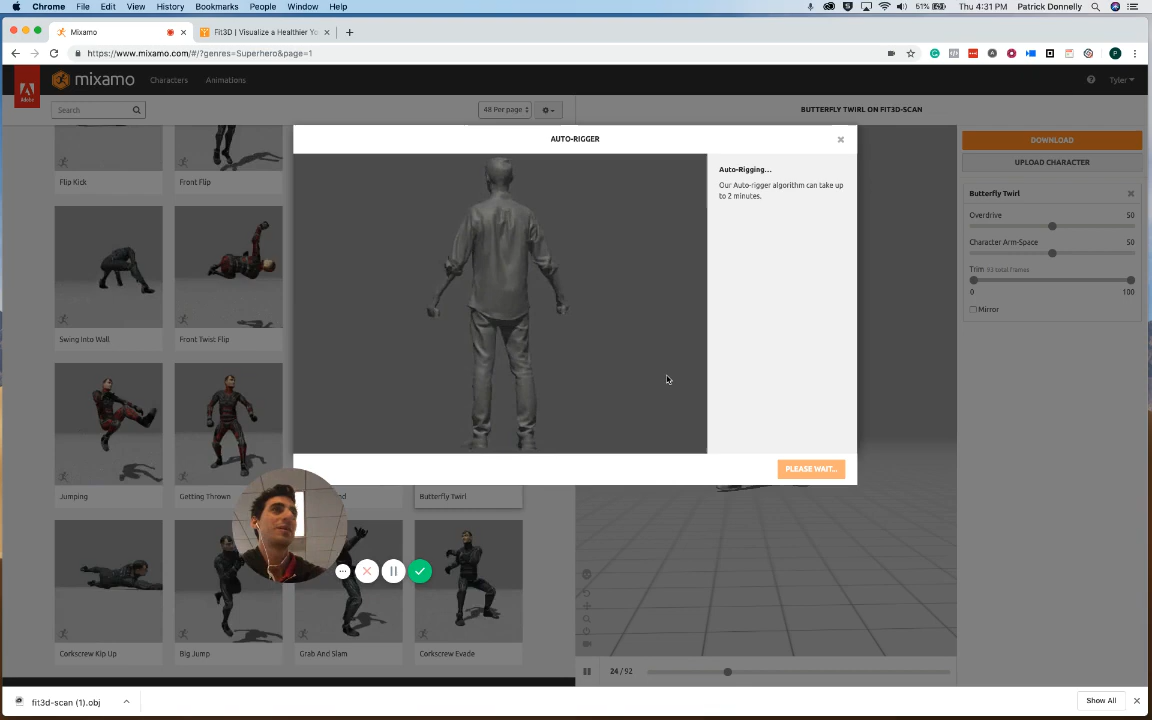 Chrome File Edit View History Bookmarks People Window Help 51% Thu 4:31 PM Patrick Donnelly
Mixamo Fit3D | Visualize a Healthier Yo
https://www.mixamo.com/#/?genres=Superhero&page=1
Adobe mixamo Characters Animations Tyler
Search 48 Per page BUTTERFLY TWIRL ON FIT3D-SCAN
AUTO-RIGGER
DOWNLOAD
UPLOAD CHARACTER
Auto-Rigging...
Our Auto-rigger algorithm can take up
to 2 minutes.
Flip Kick Front Flip
Butterfly Twirl
Overdrive 50
Character Arm-Space 50
Trim 93 total frames
0 100
Mirror
Swing Into Wall Front Twist Flip
PLEASE WAIT...
Jumping Getting Thrown Butterfly Twirl
Corkscrew Kip Up Big Jump Grab And Slam Corkscrew Evade
24 / 92
fit3d-scan (1).obj Show All